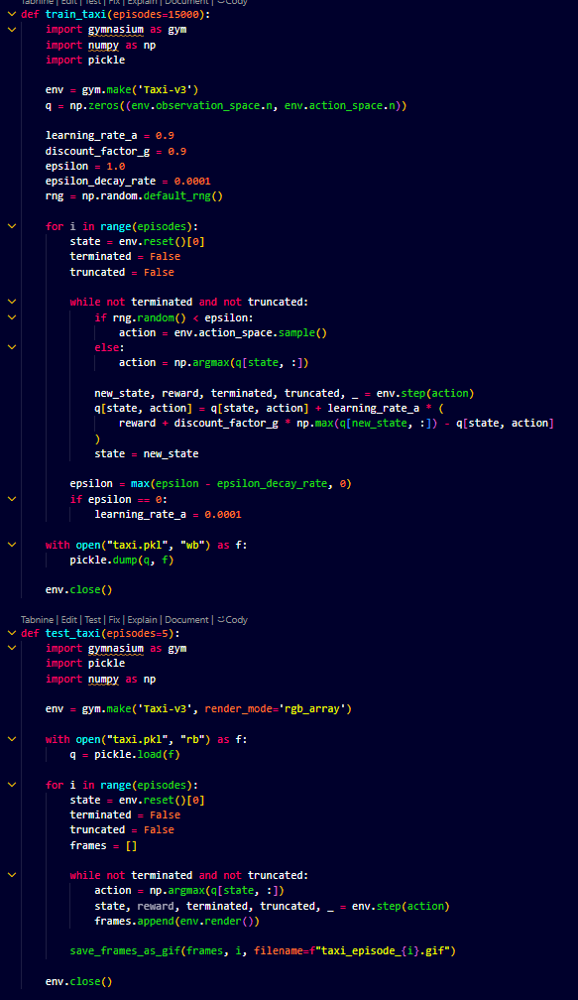 Tabnine | Edit | Test | Fix | Explain | Document | Cody
def train_taxi(episodes=15000):
    import gymnasium as gym
    import numpy as np
    import pickle

    env = gym.make('Taxi-v3')
    q = np.zeros((env.observation_space.n, env.action_space.n))

    learning_rate_a = 0.9
    discount_factor_g = 0.9
    epsilon = 1.0
    epsilon_decay_rate = 0.0001
    rng = np.random.default_rng()

    for i in range(episodes):
        state = env.reset()[0]
        terminated = False
        truncated = False

        while not terminated and not truncated:
            if rng.random() < epsilon:
                action = env.action_space.sample()
            else:
                action = np.argmax(q[state, :])

            new_state, reward, terminated, truncated, _ = env.step(action)
            q[state, action] = q[state, action] + learning_rate_a * (
                reward + discount_factor_g * np.max(q[new_state, :]) - q[state, action]
            )
            state = new_state

        epsilon = max(epsilon - epsilon_decay_rate, 0)
        if epsilon == 0:
            learning_rate_a = 0.0001

    with open("taxi.pkl", "wb") as f:
        pickle.dump(q, f)

    env.close()

Tabnine | Edit | Test | Fix | Explain | Document | Cody
def test_taxi(episodes=5):
    import gymnasium as gym
    import pickle
    import numpy as np

    env = gym.make('Taxi-v3', render_mode='rgb_array')

    with open("taxi.pkl", "rb") as f:
        q = pickle.load(f)

    for i in range(episodes):
        state = env.reset()[0]
        terminated = False
        truncated = False
        frames = []

        while not terminated and not truncated:
            action = np.argmax(q[state, :])
            state, reward, terminated, truncated, _ = env.step(action)
            frames.append(env.render())

        save_frames_as_gif(frames, i, filename=f"taxi_episode_{i}.gif")

    env.close()